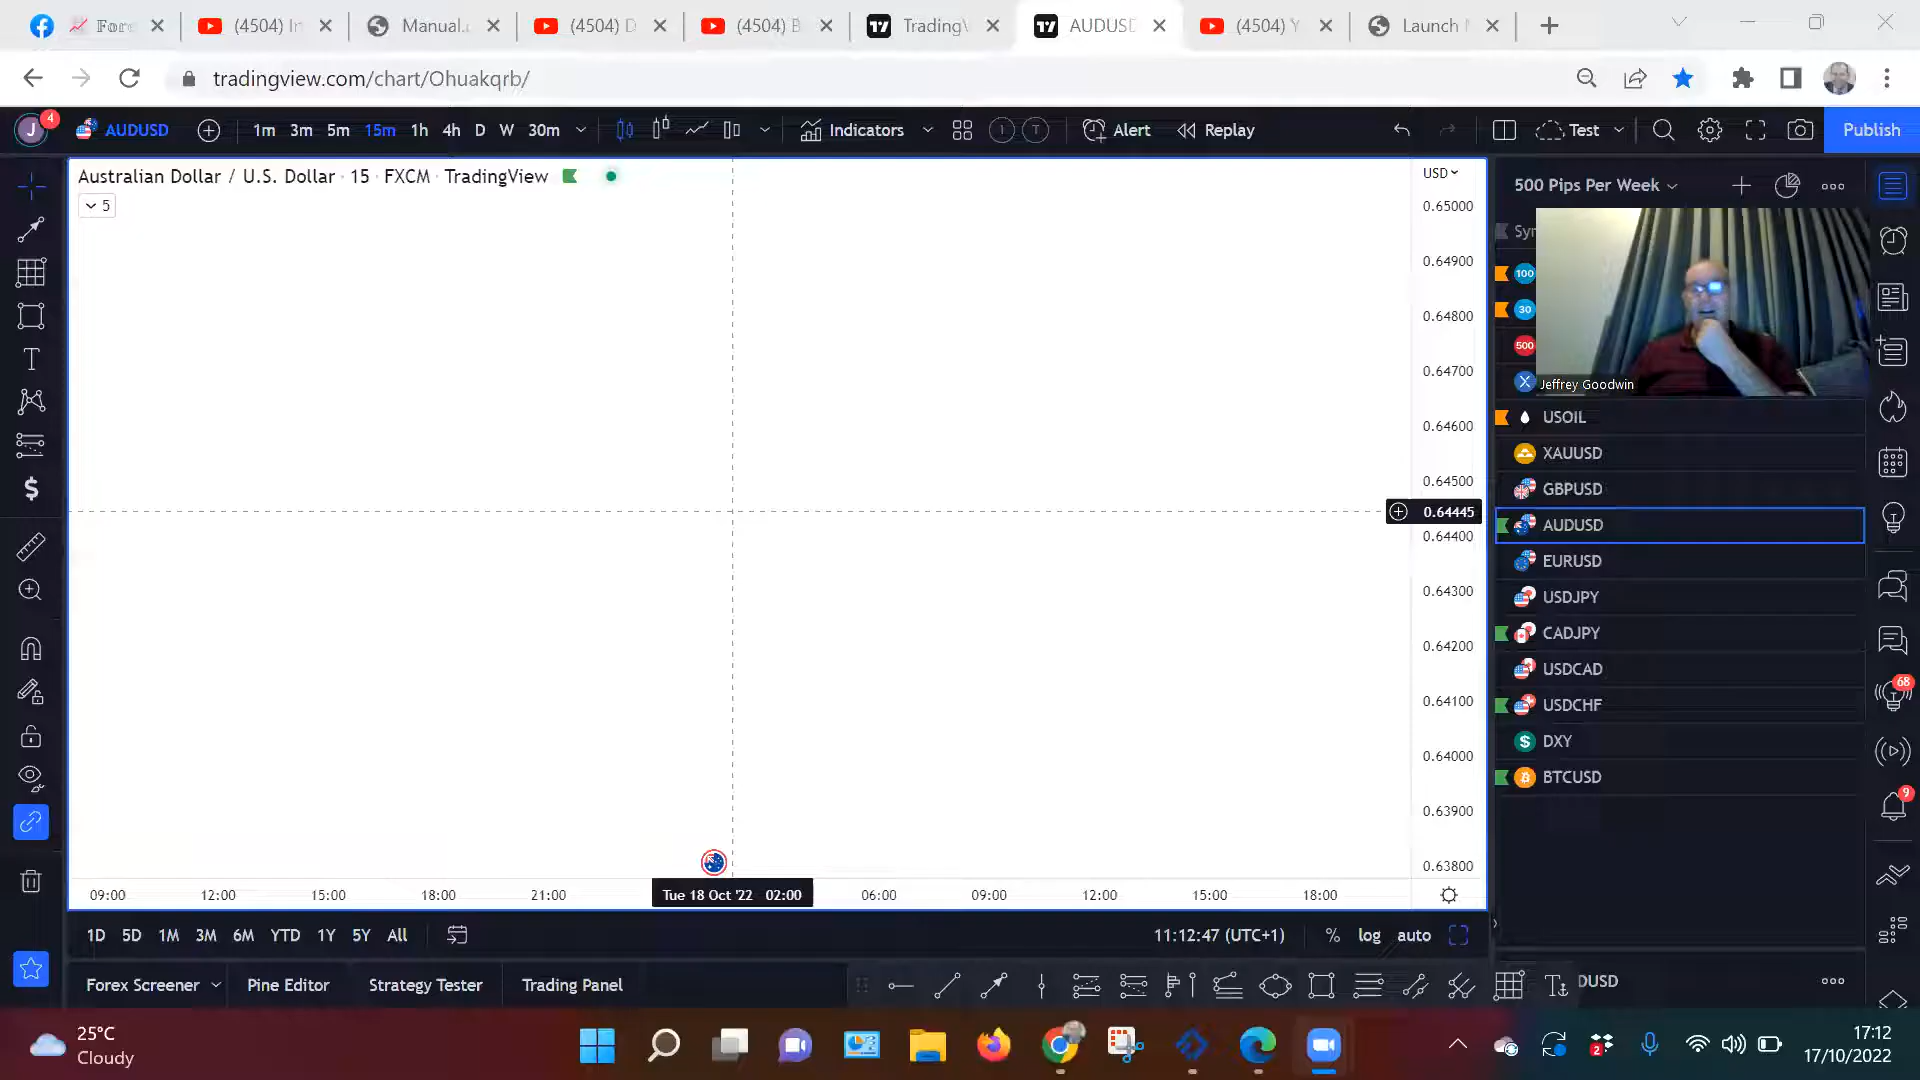 Fore
(4504) In
Manual.
(4504) D
(4504) B
Trading
AUDUSD
(4504) Y
Launch
tradingview.com/chart/Ohuakqrb/
J
4
AUDUSD
1m 3m 5m 15m 1h 4h D W 30m
Indicators
Alert
Replay
Test
Publish
Australian Dollar / U.S. Dollar · 15 · FXCM · TradingView
5
USD
0.65000
0.64900
0.64800
0.64700
0.64600
0.64500
0.64445
0.64400
0.64300
0.64200
0.64100
0.64000
0.63900
0.63800
09:00 12:00 15:00 18:00 21:00 Tue 18 Oct '22 02:00 06:00 09:00 12:00 15:00 18:00
500 Pips Per Week
Syr
100
30
500
Jeffrey Goodwin
USOIL
XAUUSD
GBPUSD
AUDUSD
EURUSD
USDJPY
CADJPY
USDCAD
USDCHF
DXY
BTCUSD
68
9
1D 5D 1M 3M 6M YTD 1Y 5Y All
11:12:47 (UTC+1)
% log auto
Forex Screener
Pine Editor
Strategy Tester
Trading Panel
DUSD
25°C
Cloudy
2
17:12
17/10/2022